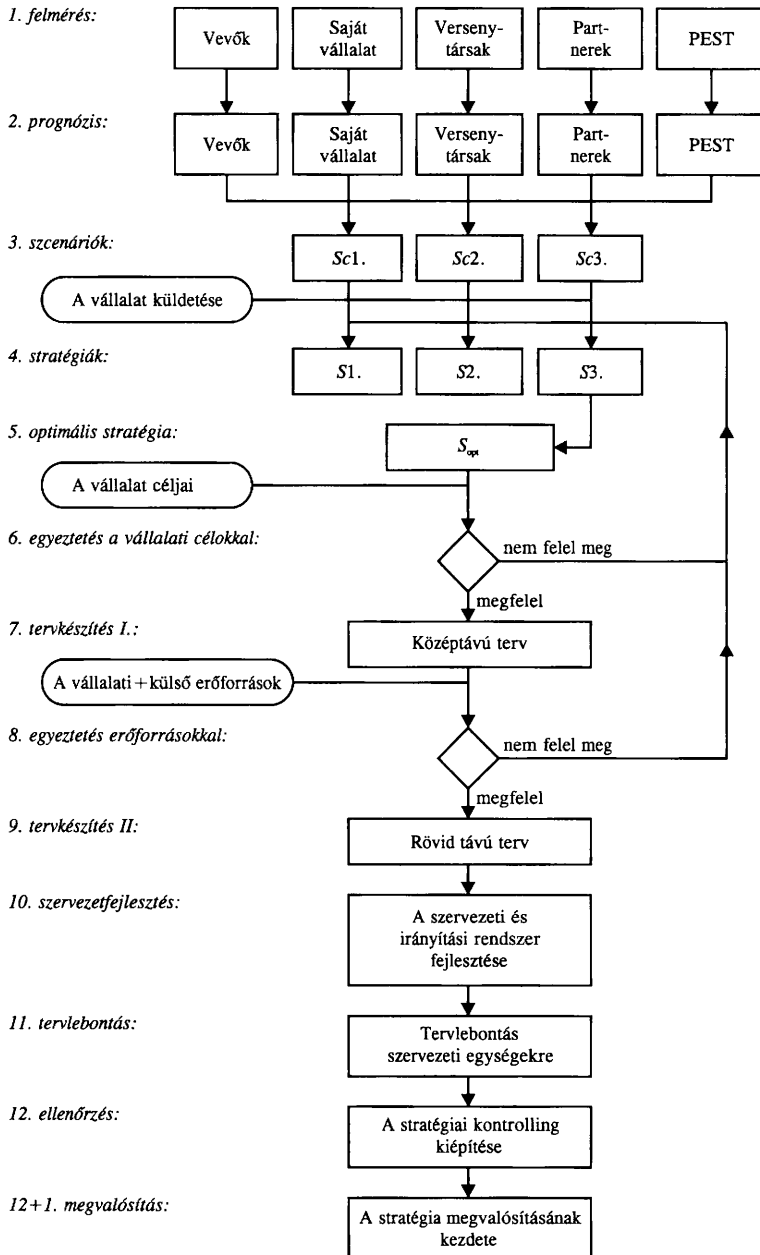 1. felmérés:
Vevők
Saját
vállalat
Verseny-
társak
Part-
nerek
PEST
2. prognózis:
Vevők
Saját
vállalat
Verseny-
társak
Part-
nerek
PEST
3. szcenáriók:
Sc1.
Sc2.
Sc3.
A vállalat küldetése
4. stratégiák:
S1.
S2.
S3.
5. optimális stratégia:
Sopt
A vállalat céljai
6. egyeztetés a vállalati célokkal:
nem felel meg
megfelel
7. tervkészítés I.:
Középtávú terv
A vállalati+külső erőforrások
8. egyeztetés erőforrásokkal:
nem felel meg
megfelel
9. tervkészítés II:
Rövid távú terv
10. szervezetfejlesztés:
A szervezeti és
irányítási rendszer
fejlesztése
11. tervlebontás:
Tervlebontás
szervezeti egységekre
12. ellenőrzés:
A stratégiai kontrolling
kiépítése
12+1. megvalósítás:
A stratégia megvalósításának
kezdete